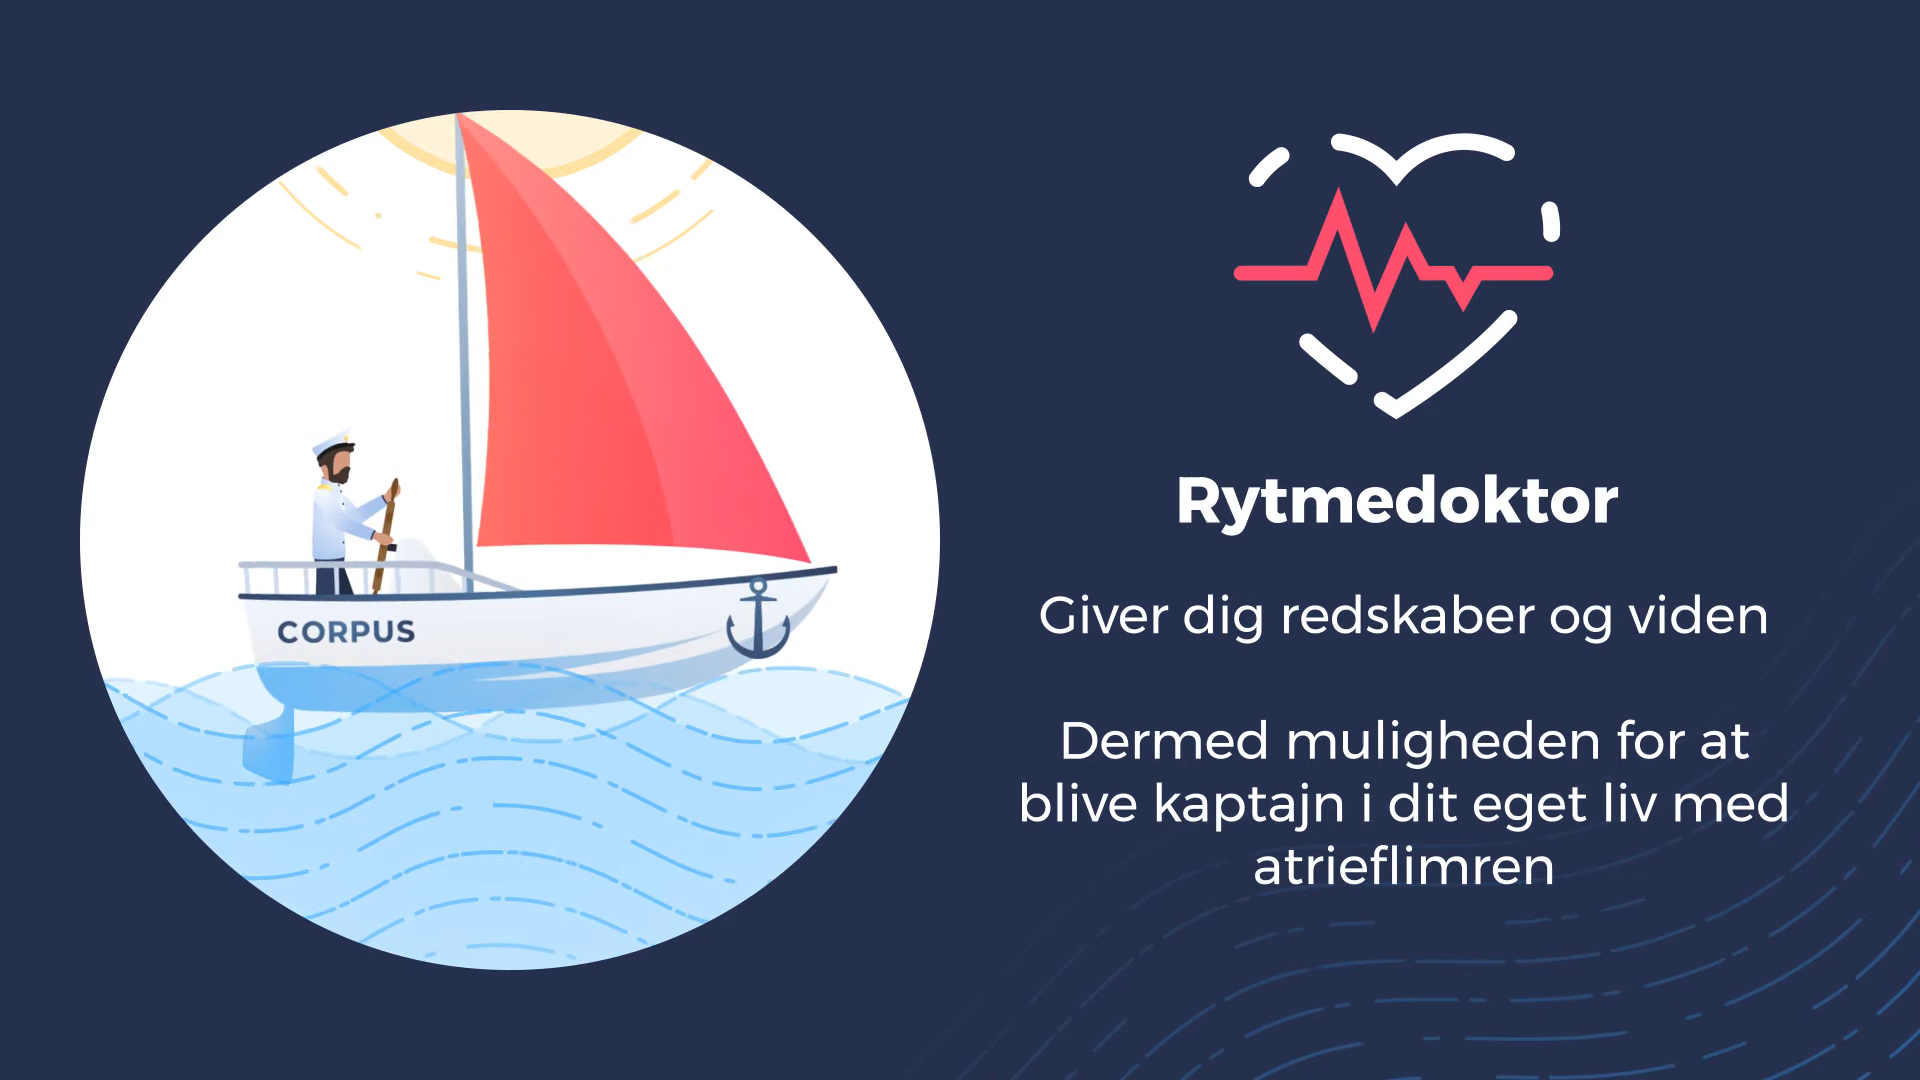 CORPUS
Rytmedoktor
Giver dig redskaber og viden
Dermed muligheden for at
blive kaptajn i dit eget liv med
atrieflimren